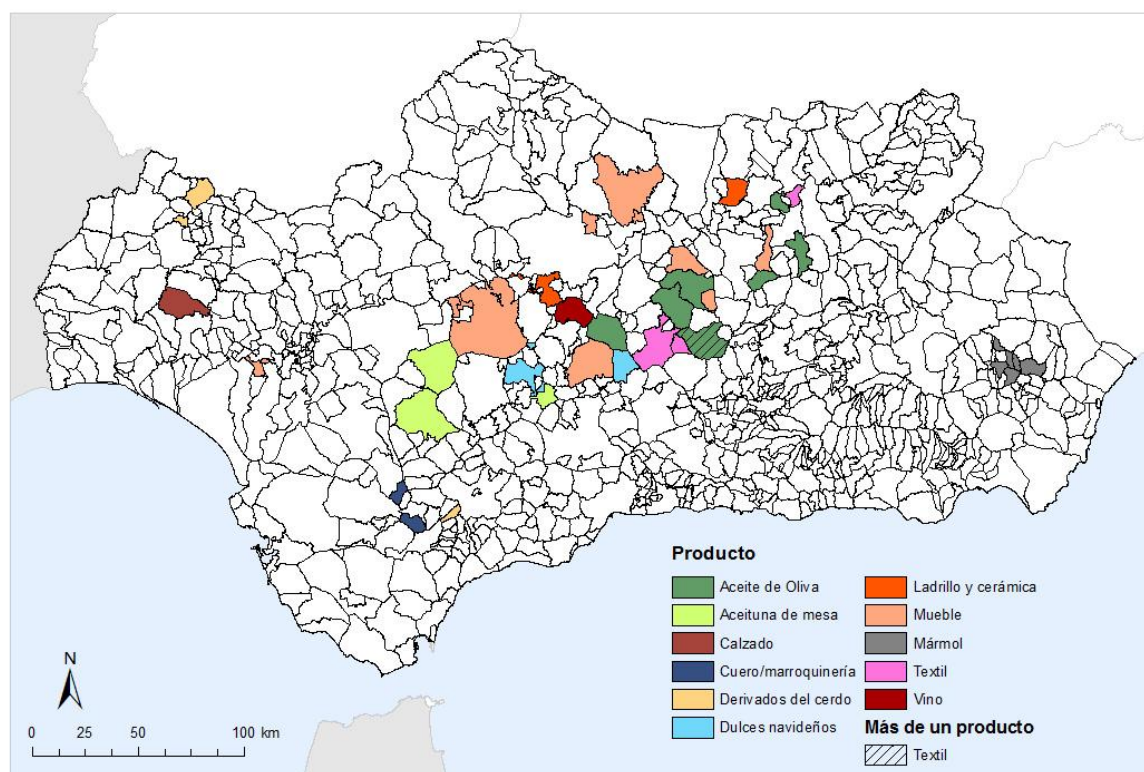 Producto
Aceite de Oliva
Aceituna de mesa
Calzado
Cuero/marroquinería
Derivados del cerdo
Dulces navideños
Ladrillo y cerámica
Mueble
Mármol
Textil
Vino
Más de un producto
Textil
N
0 25 50 100 km